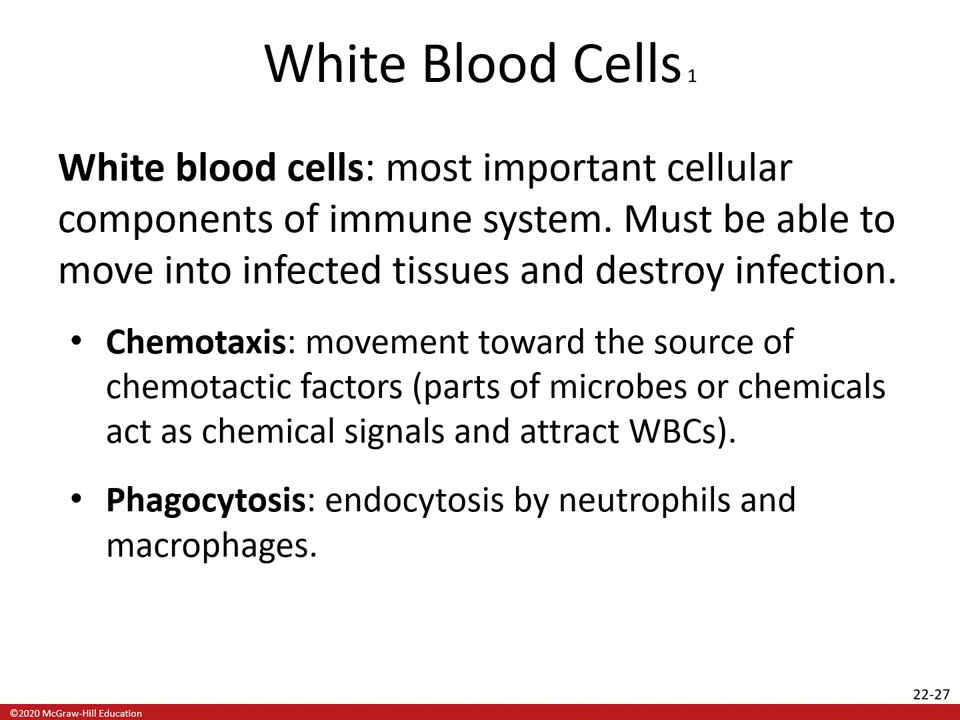 White Blood Cells 1
White blood cells: most important cellular
components of immune system. Must be able to
move into infected tissues and destroy infection.
• Chemotaxis: movement toward the source of
chemotactic factors (parts of microbes or chemicals
act as chemical signals and attract WBCs).
• Phagocytosis: endocytosis by neutrophils and
macrophages.
22-27
©2020 McGraw-Hill Education